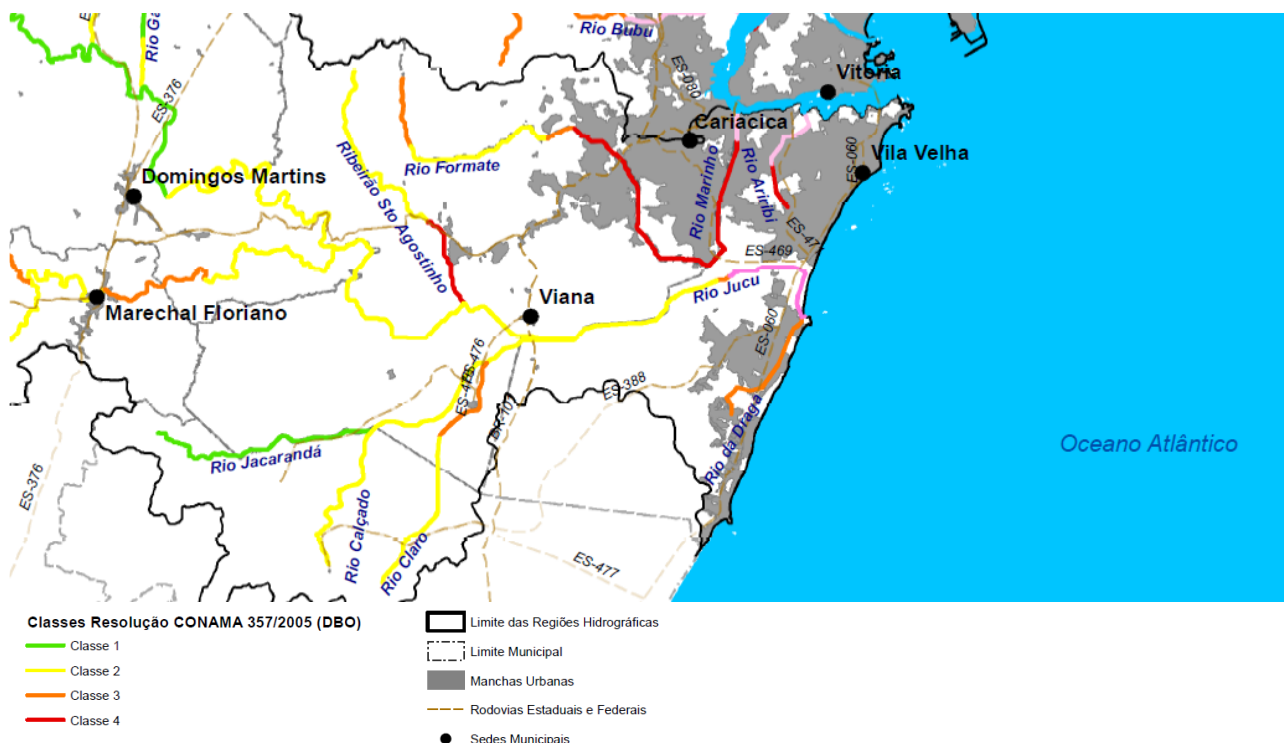 Rio Bubu
ES-376
ES-080
Vitória
Cariacica
ES-060
Vila Velha
Rio Formate
Rio Marinho
Rio Ariribi
Domingos Martins
Ribeirão Sto Agostinho
ES-471
ES-469
Rio Jucu
Viana
Marechal Floriano
ES-060
ES-476
ES-388
BR-101
Rio da Draga
Oceano Atlântico
Rio Jacarandá
ES-376
Rio Calçado
Rio Claro
ES-477
Classes Resolução CONAMA 357/2005 (DBO)
Classe 1
Classe 2
Classe 3
Classe 4
Limite das Regiões Hidrográficas
Limite Municipal
Manchas Urbanas
Rodovias Estaduais e Federais
Sedes Municipais